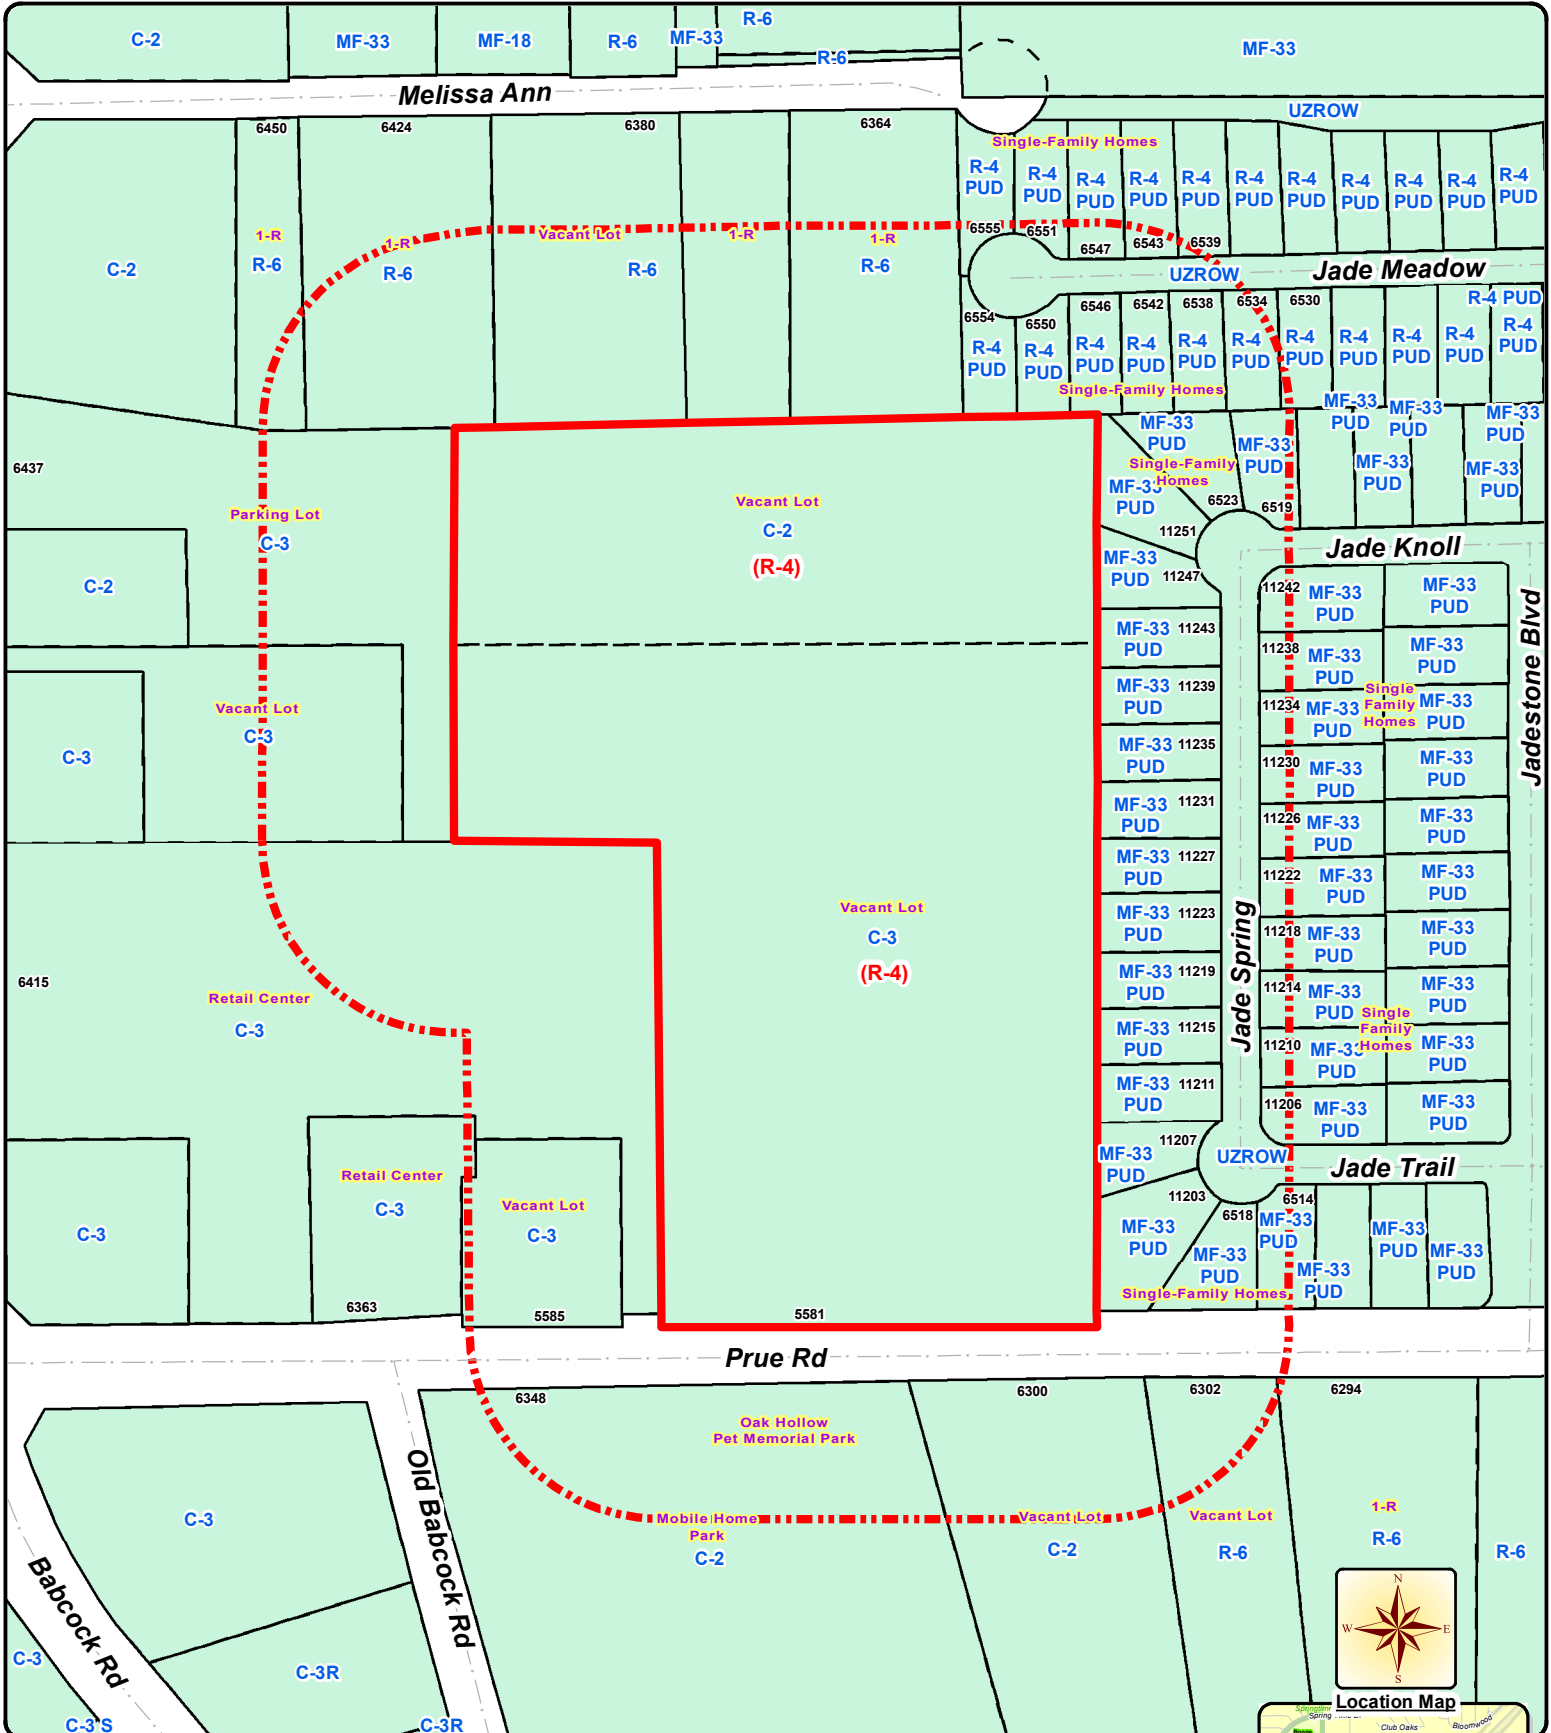 C-2
MF-33
MF-18
R-6
MF-33
R-6
R-6
MF-33
Melissa Ann
UZROW
6450
6424
6380
6364
Single-Family Homes
R-4
PUD
R-4
PUD
R-4
PUD
R-4
PUD
R-4
PUD
R-4
PUD
R-4
PUD
R-4
PUD
R-4
PUD
R-4
PUD
R-4
PUD
C-2
1-R
R-6
1-R
R-6
Vacant Lot
R-6
1-R
1-R
R-6
6555
6551
6547
6543
6539
UZROW
Jade Meadow
6554
6550
6546
6542
6538
6534
6530
R-4 PUD
R-4
PUD
R-4
PUD
R-4
PUD
R-4
PUD
R-4
PUD
R-4
PUD
R-4
PUD
R-4
PUD
R-4
PUD
R-4
PUD
R-4
PUD
Single-Family Homes
6437
Parking Lot
C-3
Vacant Lot
C-2
(R-4)
MF-33
PUD
Single-Family
Homes
MF-33
PUD
MF-33
PUD
MF-33
PUD
MF-33
PUD
MF-33
PUD
MF-33
PUD
MF-33
PUD
6523
6519
11251
Jade Knoll
C-2
MF-33
PUD
11247
11242
MF-33
PUD
MF-33
PUD
Jadestone Blvd
MF-33
PUD
11243
11238
MF-33
PUD
MF-33
PUD
MF-33
PUD
11239
11234
MF-33
PUD
Single
Family
Homes
MF-33
PUD
Vacant Lot
C-3
C-3
MF-33
PUD
11235
11230
MF-33
PUD
MF-33
PUD
MF-33
PUD
11231
11226
MF-33
PUD
MF-33
PUD
MF-33
PUD
11227
11222
MF-33
PUD
MF-33
PUD
Vacant Lot
C-3
(R-4)
MF-33
PUD
11223
Jade Spring
11218
MF-33
PUD
MF-33
PUD
6415
Retail Center
C-3
MF-33
PUD
11219
11214
MF-33
PUD
MF-33
PUD
MF-33
PUD
11215
11210
MF-33
PUD
Single
Family
Homes
MF-33
PUD
MF-33
PUD
11211
11206
MF-33
PUD
MF-33
PUD
11207
MF-33
PUD
UZROW
Jade Trail
C-3
Retail Center
C-3
Vacant Lot
C-3
11203
6518
6514
MF-33
PUD
MF-33
PUD
MF-33
PUD
MF-33
PUD
MF-33
PUD
MF-33
PUD
Single-Family Homes
6363
5585
5581
Prue Rd
6348
6300
6302
6294
Oak Hollow
Pet Memorial Park
Old Babcock Rd
C-3
Mobile Home
Park
C-2
Vacant Lot
C-2
Vacant Lot
R-6
1-R
R-6
R-6
Babcock Rd
C-3
C-3R
C-3 S
C-3R
N
W
E
S
Location Map
Club Oaks
Bloomwood